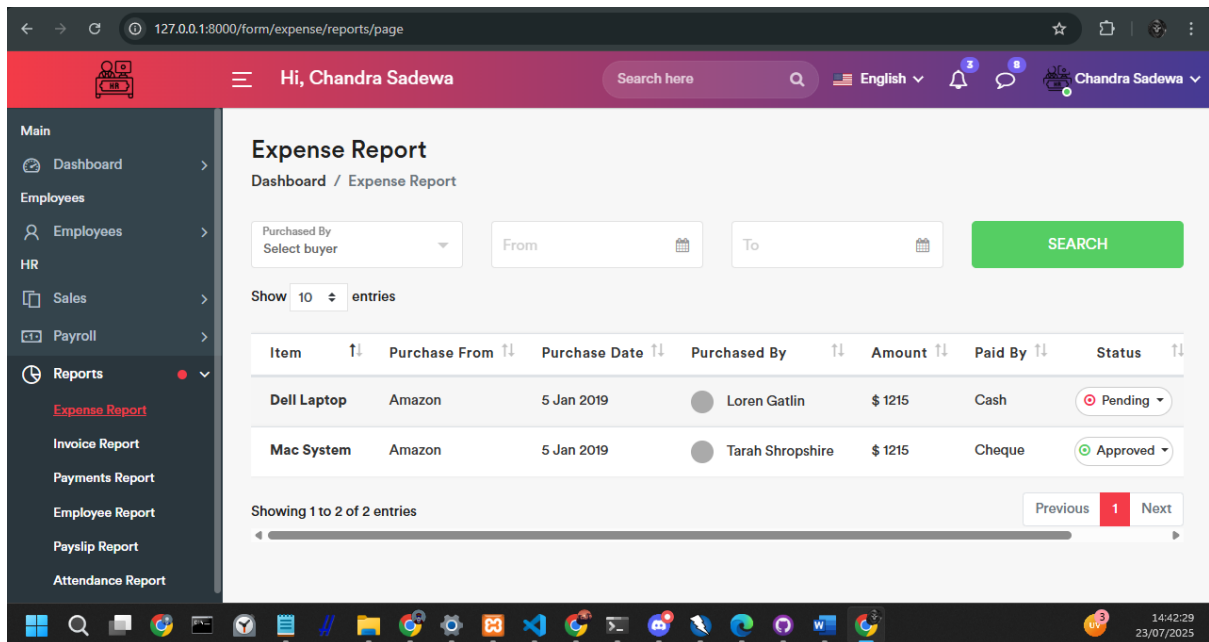 127.0.0.1:8000/form/expense/reports/page
HR
Hi, Chandra Sadewa
Search here
English
3
8
Chandra Sadewa
Main
Dashboard
Employees
Employees
HR
Sales
Payroll
Reports
Expense Report
Invoice Report
Payments Report
Employee Report
Payslip Report
Attendance Report
Expense Report
Dashboard / Expense Report
Purchased By
Select buyer
From
To
SEARCH
Show 10 entries
Item Purchase From Purchase Date Purchased By Amount Paid By Status
Dell Laptop Amazon 5 Jan 2019 Loren Gatlin $ 1215 Cash Pending
Mac System Amazon 5 Jan 2019 Tarah Shropshire $ 1215 Cheque Approved
Showing 1 to 2 of 2 entries
Previous 1 Next
3
14:42:29
23/07/2025